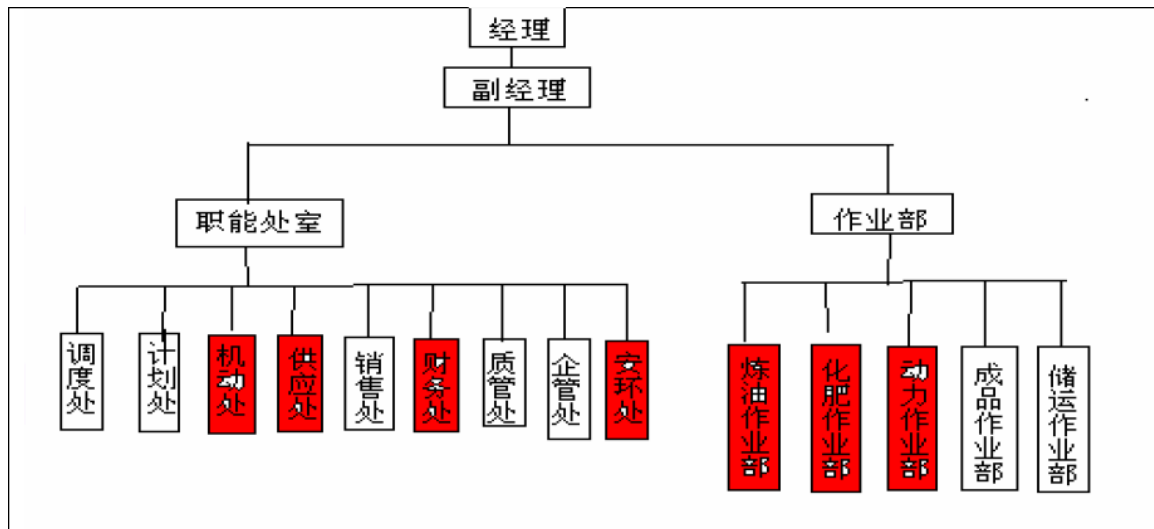 经理
副经理
职能处室
作业部
调度处
计划处
机动处
供应处
销售处
财务处
质管处
企管处
安环处
炼油作业部
化肥作业部
动力作业部
成品作业部
储运作业部